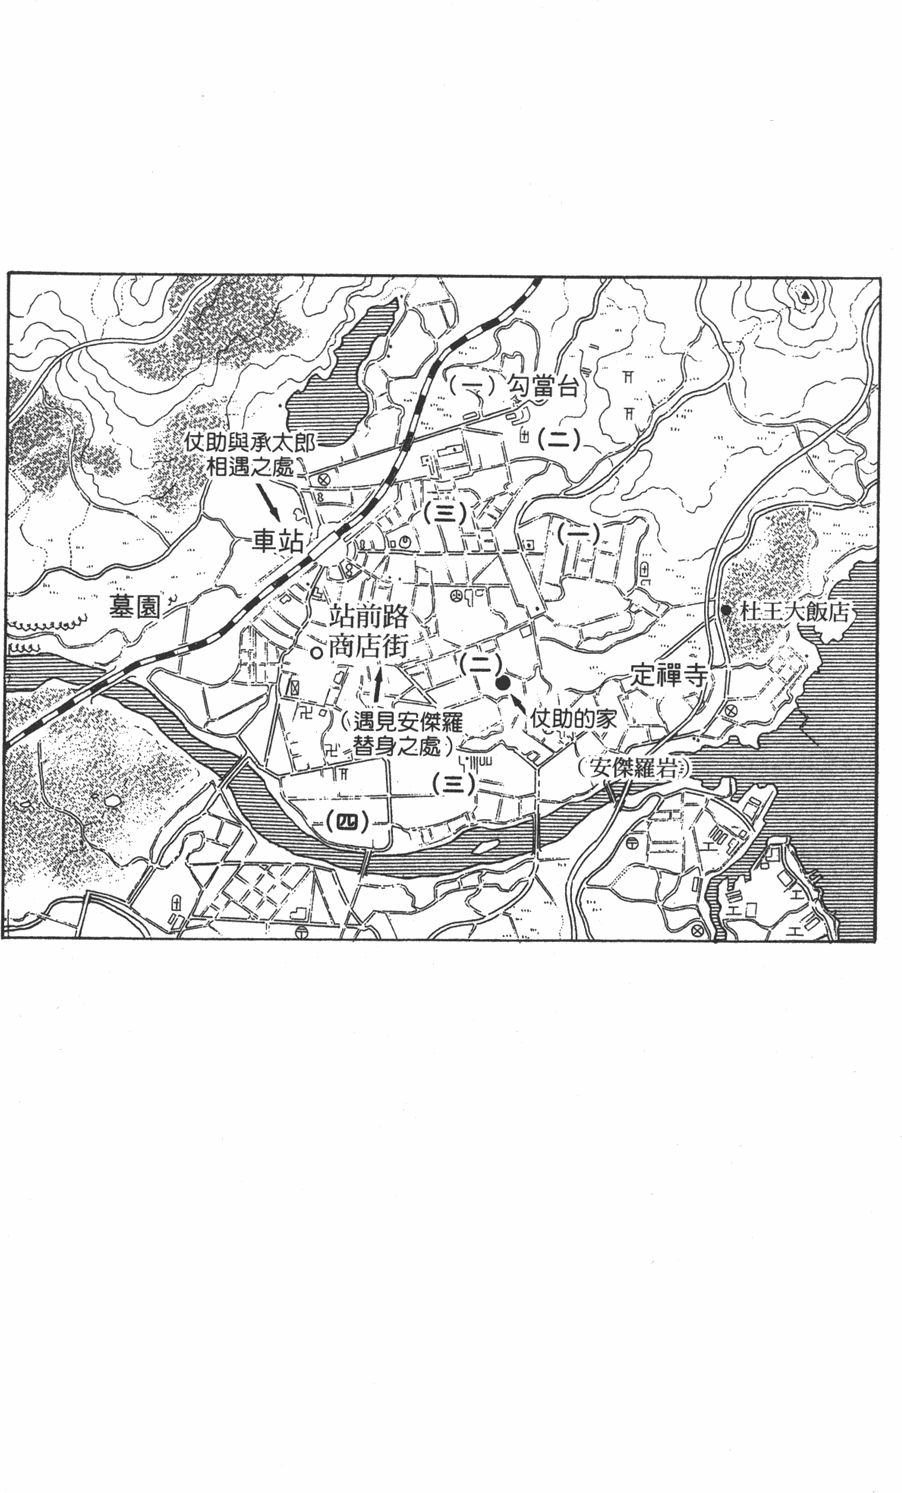 (一)勾當台
(二)
仗助與承太郎
相遇之處
(三)
(一)
車站
墓園
站前路
商店街
杜王大飯店
(二)
定禪寺
(遇見安傑羅
替身之處)
仗助的家
(安傑羅岩)
(三)
(四)